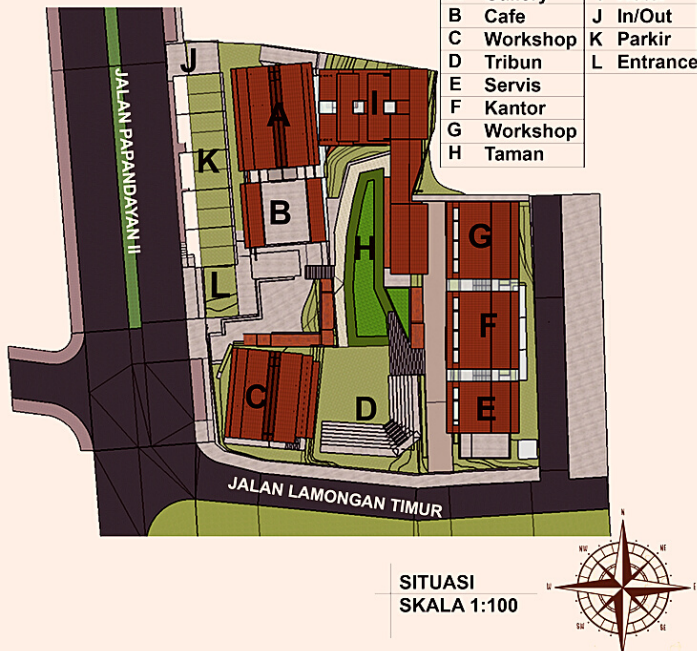 B Cafe J In/Out
C Workshop K Parkir
D Tribun L Entrance
E Servis
F Kantor
G Workshop
H Taman
J
JALAN PAPANDAYAN II
A
I
K
B
H
G
L
F
C
D
E
JALAN LAMONGAN TIMUR
SITUASI
SKALA 1:100
N
NW
NE
W
E
SW
SE